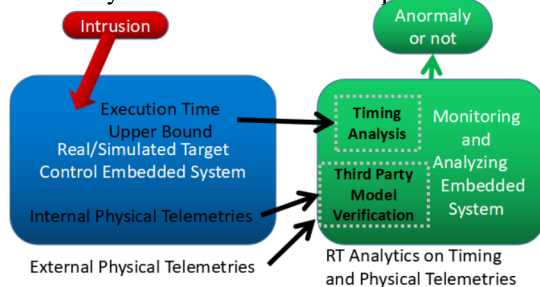 Intrusion
Anormaly
or not
Execution Time
Upper Bound
Real/Simulated Target
Control Embedded System
Internal Physical Telemetries
External Physical Telemetries
Timing
Analysis
Third Party
Model
Verification
Monitoring
and
Analyzing
Embedded
System
RT Analytics on Timing
and Physical Telemetries